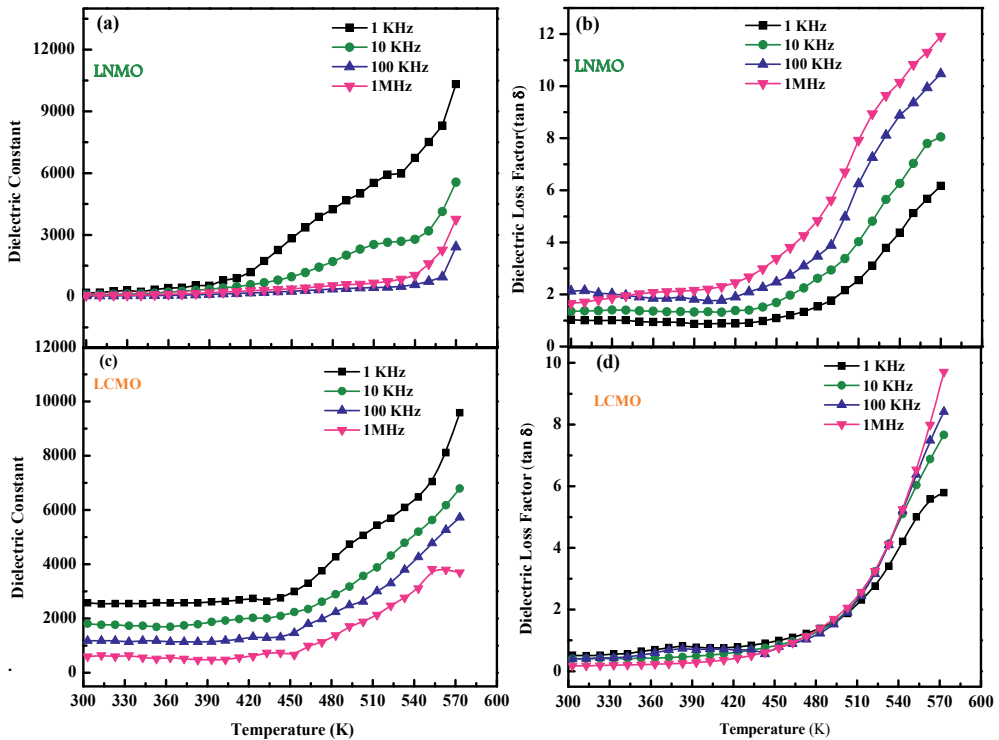 (a)
LNMO
1 KHz
10 KHz
100 KHz
1MHz
Dielectric Constant
12000
9000
6000
3000
0
(b)
LNMO
1 KHz
10 KHz
100 KHz
1MHz
Dielectric Loss Factor(tan δ)
12
10
8
6
4
2
0
(c)
LCMO
1 KHz
10 KHz
100 KHz
1MHz
Dielectric Constant
12000
10000
8000
6000
4000
2000
0
300 330 360 390 420 450 480 510 540 570 600
Temperature (K)
(d)
LCMO
1 KHz
10 KHz
100 KHz
1MHz
Dielectric Loss Factor (tan δ)
10
8
6
4
2
0
300 330 360 390 420 450 480 510 540 570 600
Temperature (K)